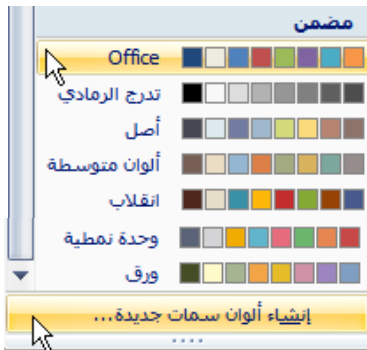 مضمن
Office
تدرج الرمادي
أصل
ألوان متوسطة
انقلاب
وحدة نمطية
ورق
إنشاء ألوان سمات جديدة...